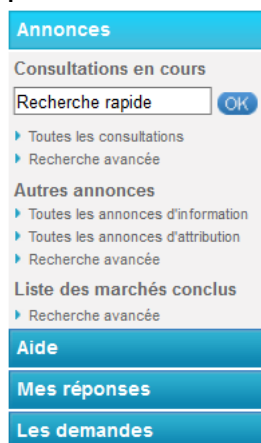 Annonces
Consultations en cours
Recherche rapide OK
Toutes les consultations
Recherche avancée
Autres annonces
Toutes les annonces d'information
Toutes les annonces d'attribution
Recherche avancée
Liste des marchés conclus
Recherche avancée
Aide
Mes réponses
Les demandes